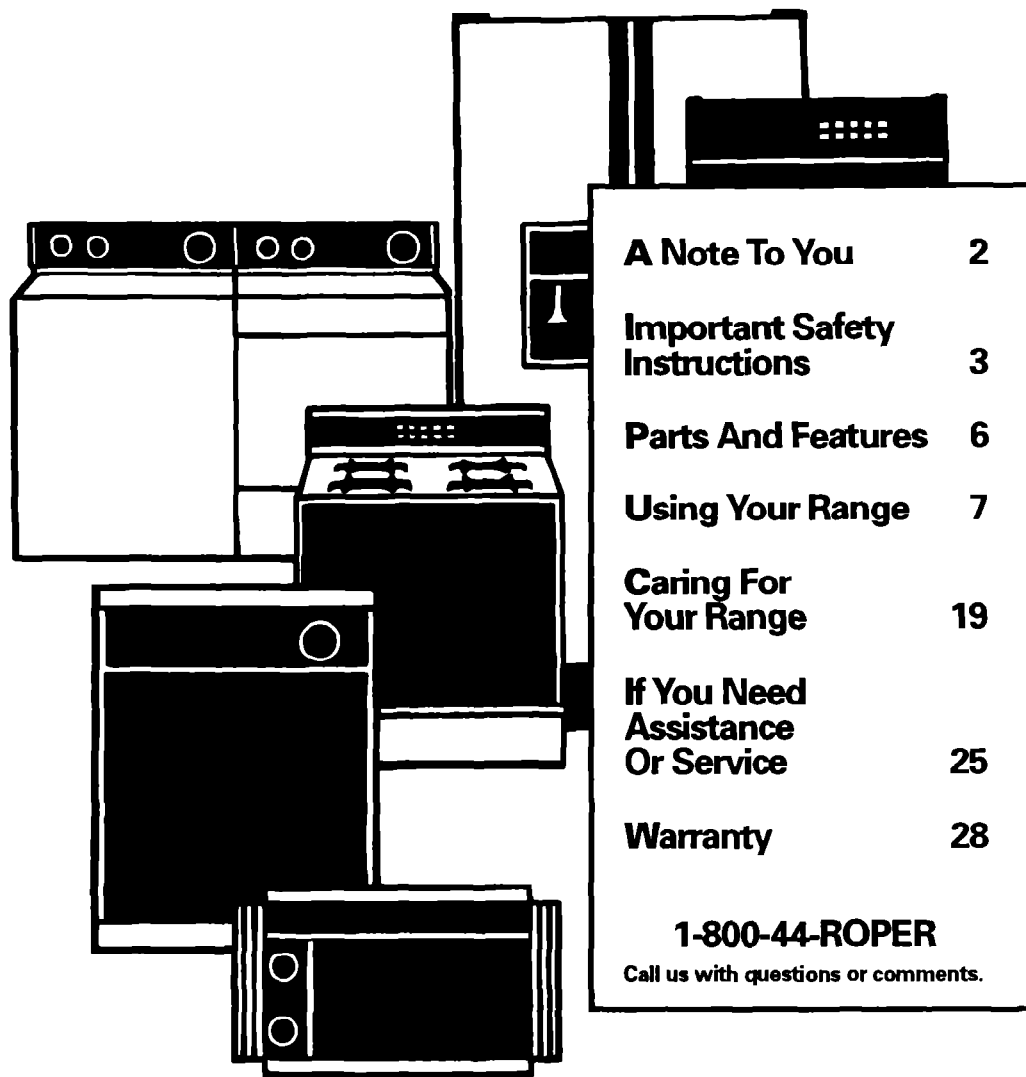 A Note To You 2
Important Safety
Instructions 3
Parts And Features 6
Using Your Range 7
Caring For
Your Range 19
If You Need
Assistance
Or Service 25
Warranty 28
1-800-44-ROPER
Call us with questions or comments.